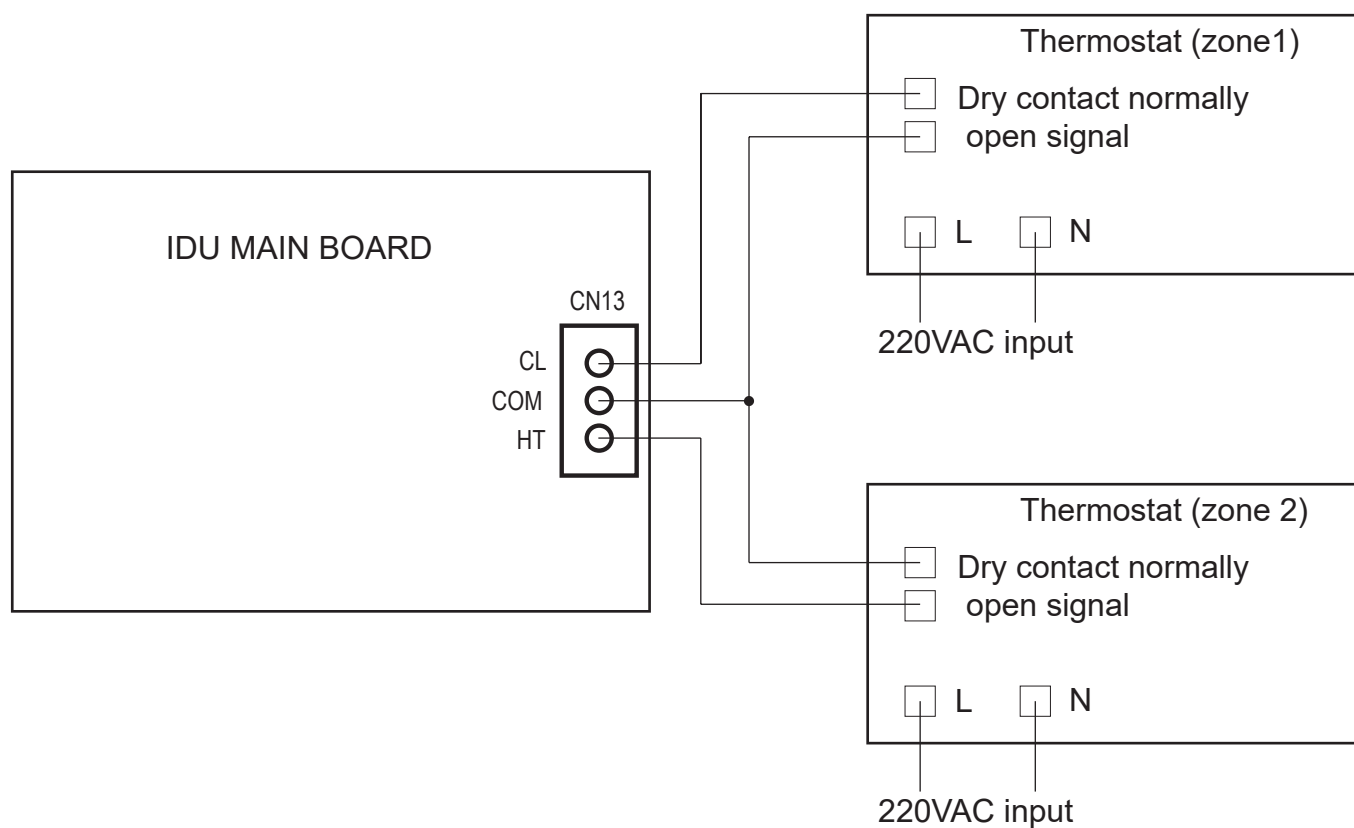 Thermostat (zone1)
Dry contact normally
open signal
L
N
220VAC input
IDU MAIN BOARD
CN13
CL
COM
HT
Thermostat (zone 2)
Dry contact normally
open signal
L
N
220VAC input